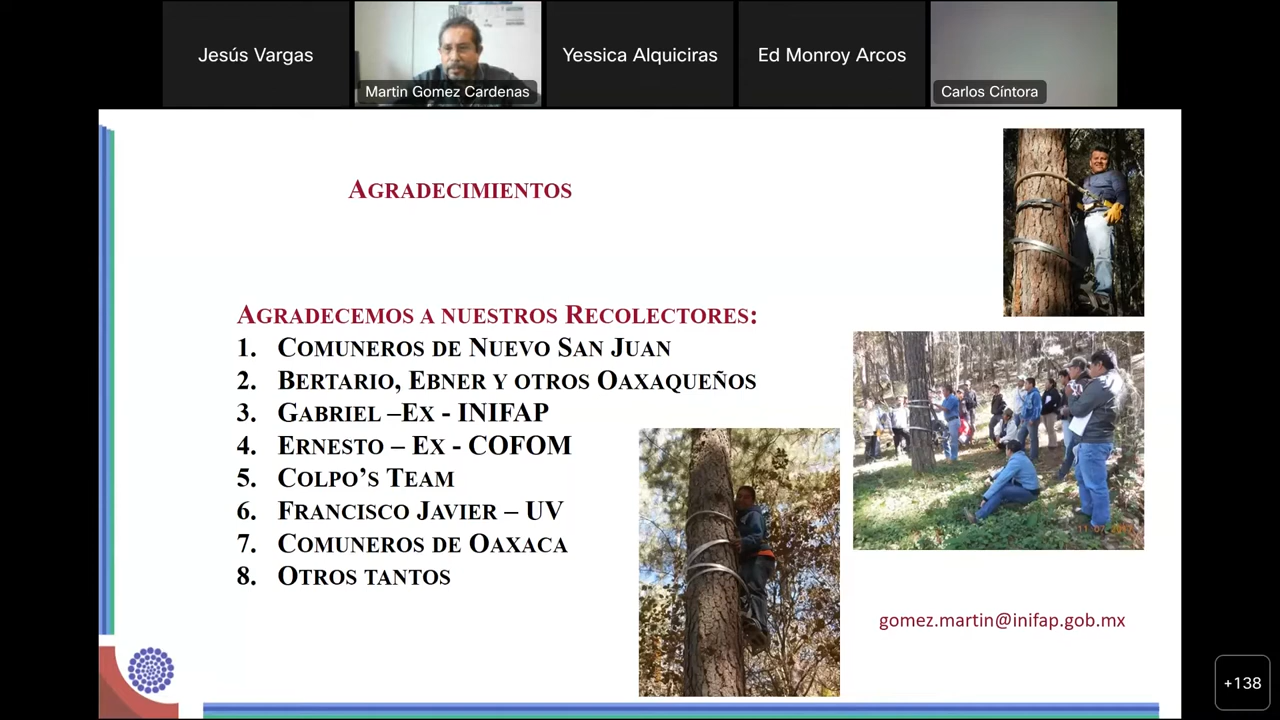 Jesús Vargas
Martin Gomez Cardenas
Yessica Alquiciras
Ed Monroy Arcos
Carlos Cíntora
AGRADECIMIENTOS
AGRADECEMOS A NUESTROS RECOLECTORES:
1. COMUNEROS DE NUEVO SAN JUAN
2. BERTARIO, EBNER Y OTROS OAXAQUEÑOS
3. GABRIEL –EX - INIFAP
4. ERNESTO – EX - COFOM
5. COLPO'S TEAM
6. FRANCISCO JAVIER – UV
7. COMUNEROS DE OAXACA
8. OTROS TANTOS
gomez.martin@inifap.gob.mx
+138